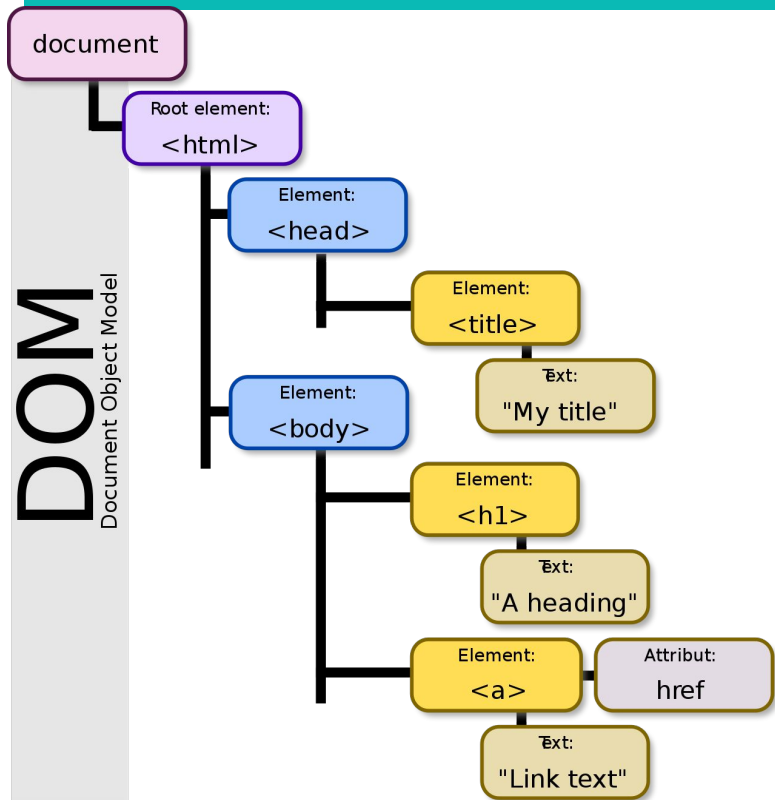 document
Root element:
<html>
Element:
<head>
Element:
<title>
Text:
"My title"
Element:
<body>
Element:
<h1>
Text:
"A heading"
Element:
<a>
Attribut:
href
Text:
"Link text"
DOM
Document Object Model